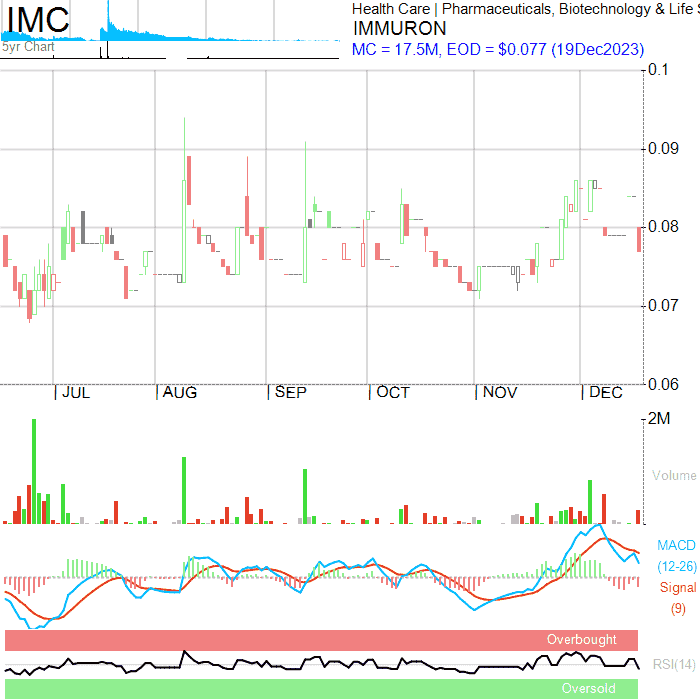 IMC
5yr Chart
Health Care | Pharmaceuticals, Biotechnology & Life
IMMURON
MC = 17.5M, EOD = $0.077 (19Dec2023)
0.1
0.09
0.08
0.07
0.06
JUL AUG SEP OCT NOV DEC
2M
Volume
MACD
(12-26)
Signal
(9)
Overbought
RSI(14)
Oversold